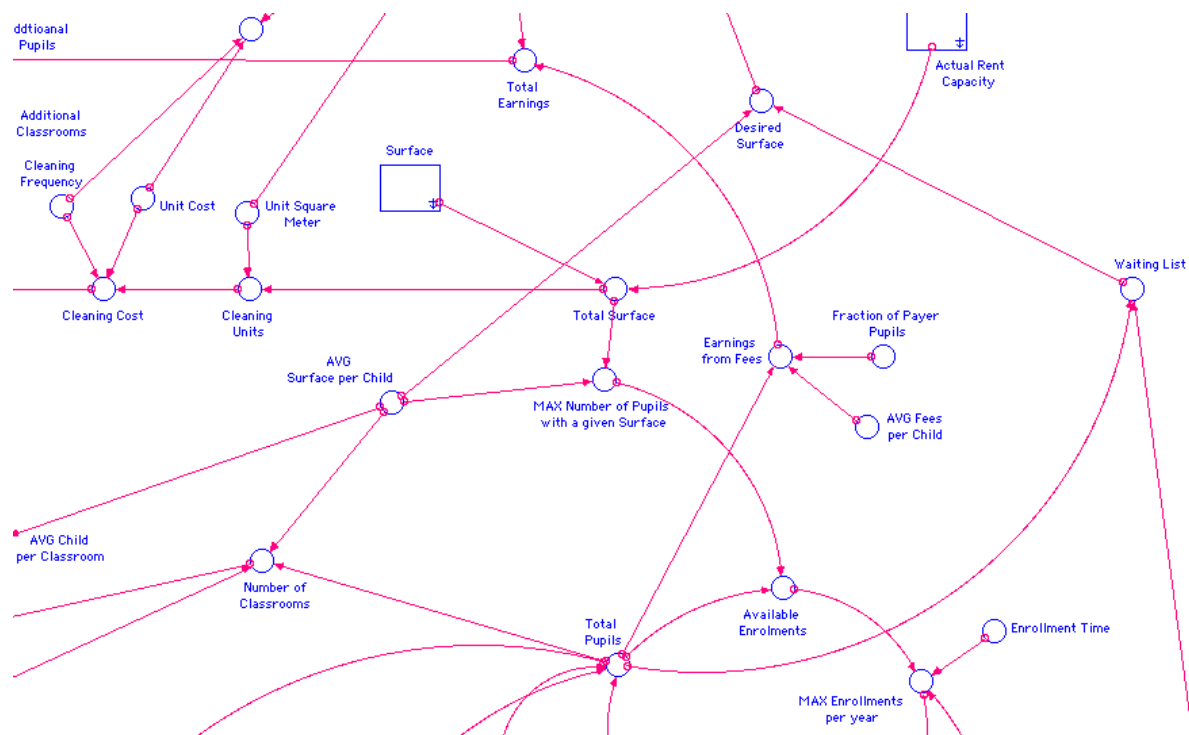 ddtioanal
Pupils
Total
Earnings
Actual Rent
Capacity
Additional
Classrooms
Desired
Surface
Surface
Cleaning
Frequency
Unit Cost
Unit Square
Meter
Waiting List
Cleaning Cost
Cleaning
Units
Total Surface
Fraction of Payer
Pupils
Earnings
from Fees
AVG
Surface per Child
MAX Number of Pupils
with a given Surface
AVG Fees
per Child
AVG Child
per Classroom
Number of
Classrooms
Available
Enrolments
Total
Pupils
Enrollment Time
MAX Enrollments
per year